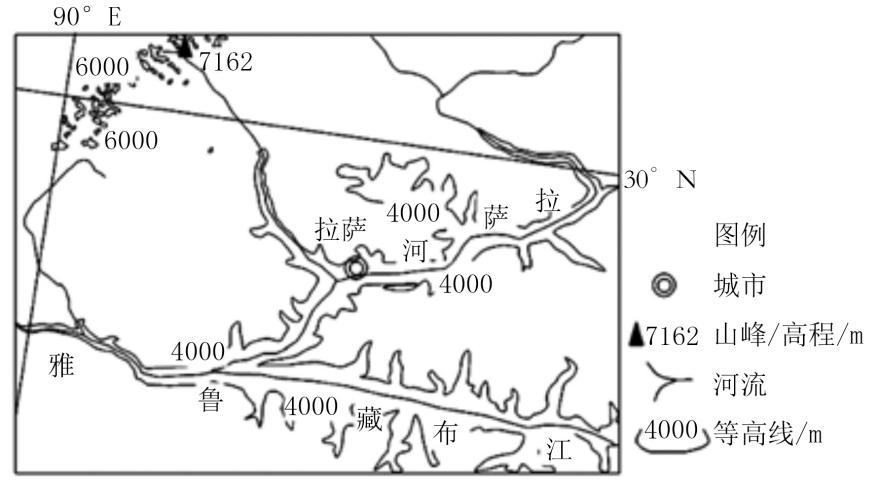 90° E
6000
7162
6000
30° N
4000
拉
萨
拉萨
河
4000
4000
雅
鲁
4000
藏
布
江
图例
城市
7162 山峰/高程/m
河流
4000 等高线/m